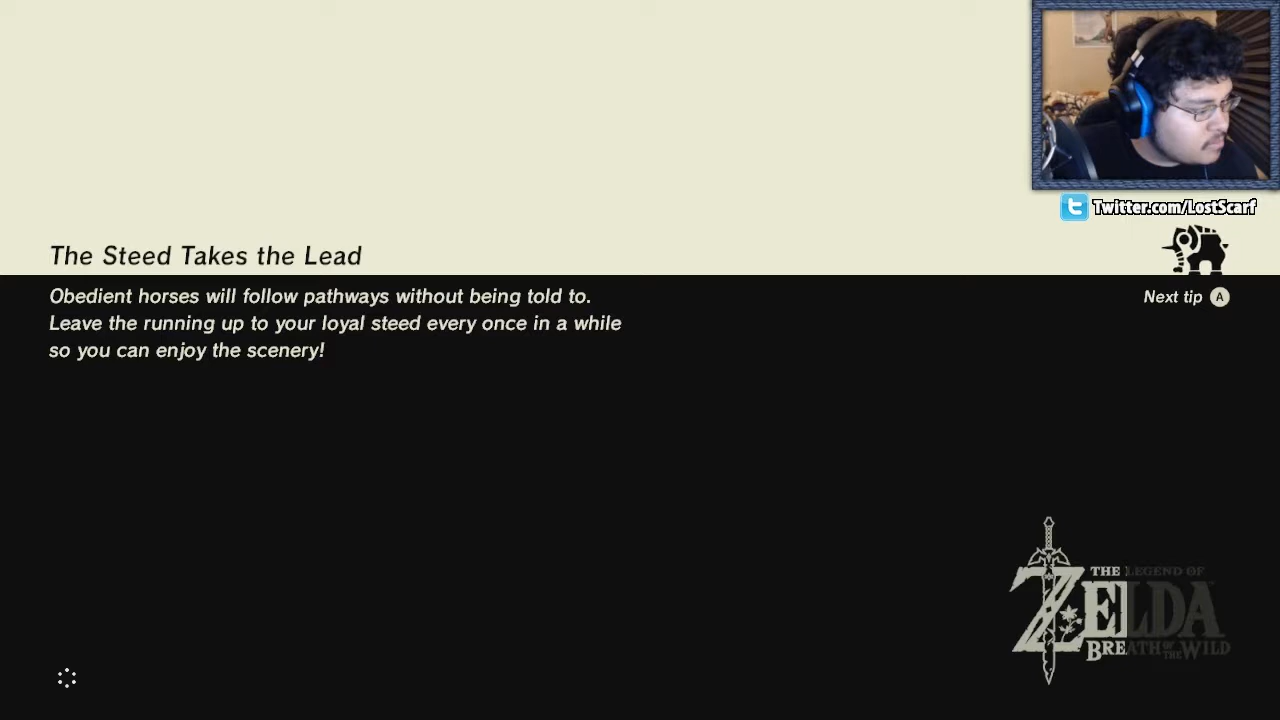 Twitter.com/LostScarf
The Steed Takes the Lead
Obedient horses will follow pathways without being told to.
Leave the running up to your loyal steed every once in a while
so you can enjoy the scenery!
Next tip A
THE LEGEND OF
ZELDA
BREATH OF THE WILD